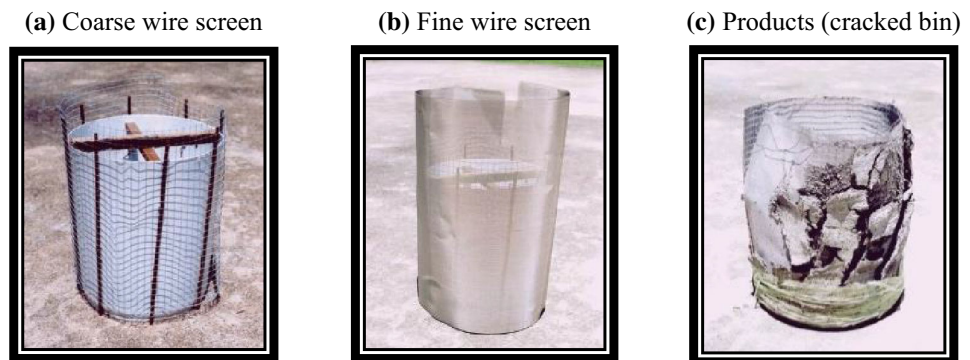 (a) Coarse wire screen
(b) Fine wire screen
(c) Products (cracked bin)